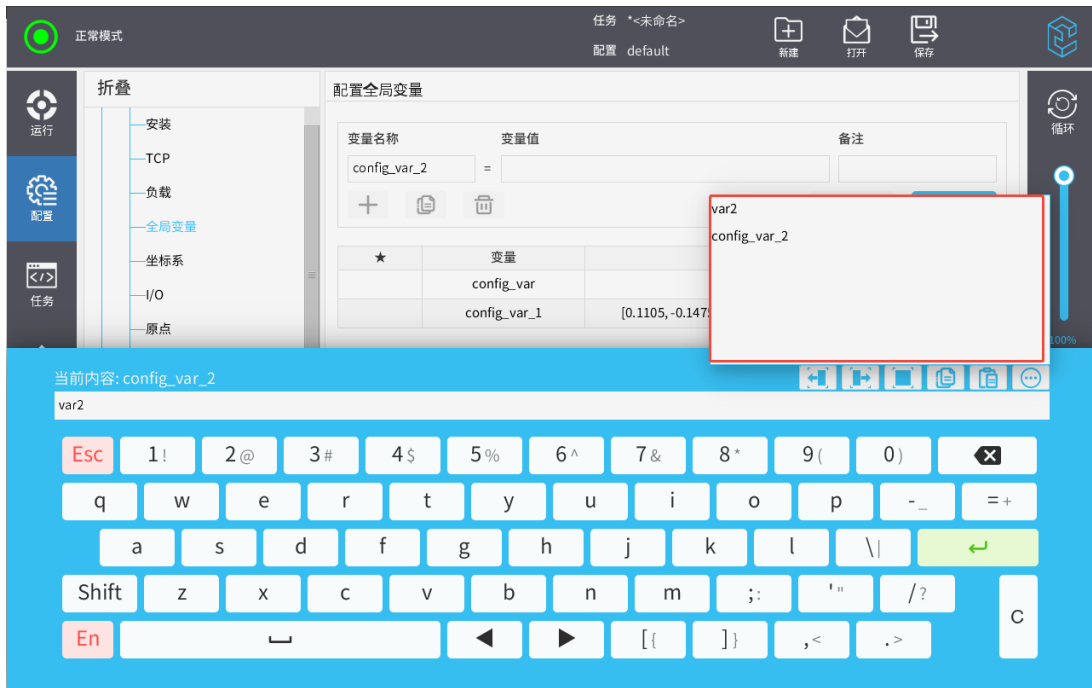 正常模式
任务 *<未命名>
配置 default
新建 打开 保存
运行
配置
任务
折叠
安装
TCP
负载
全局变量
坐标系
I/O
原点
配置全局变量
变量名称 变量值 备注
config_var_2 =
★ 变量
config_var
config_var_1 [0.1105, -0.147
var2
config_var_2
循环
100%
当前内容: config_var_2
var2
Esc 1! 2@ 3# 4$ 5% 6^ 7& 8* 9( 0)
q w e r t y u i o p -_ =+
a s d f g h j k l \|
Shift z x c v b n m ;: '" /?
C
En [{ ]} ,< .>